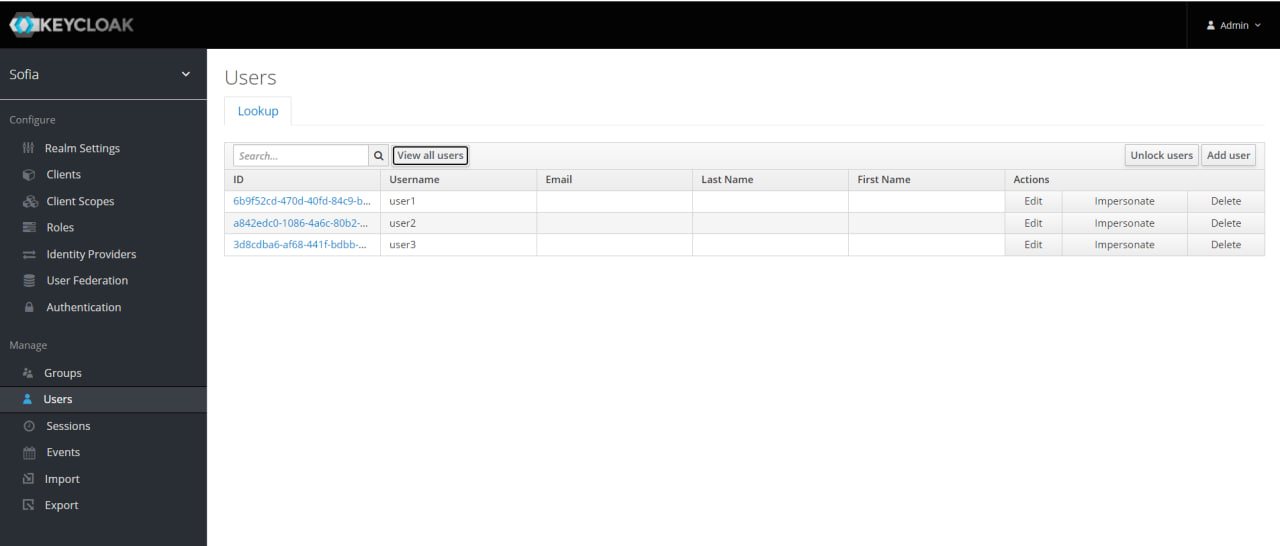 KEYCLOAK
Admin
Sofia
Configure
Realm Settings
Clients
Client Scopes
Roles
Identity Providers
User Federation
Authentication
Manage
Groups
Users
Sessions
Events
Import
Export
Users
Lookup
Search... View all users Unlock users Add user
ID Username Email Last Name First Name Actions
6b9f52cd-470d-40fd-84c9-b... user1 Edit Impersonate Delete
a842edc0-1086-4a6c-80b2-... user2 Edit Impersonate Delete
3d8cdba6-af68-441f-bdbb-... user3 Edit Impersonate Delete